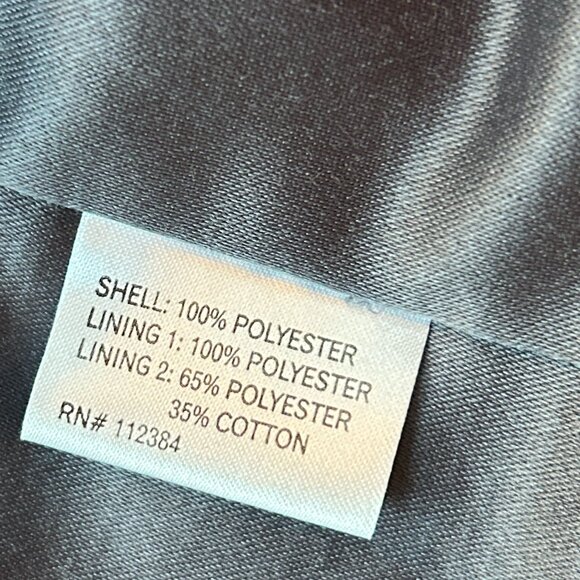 SHELL: 100% POLYESTER
LINING 1: 100% POLYESTER
LINING 2: 65% POLYESTER
35% COTTON
RN# 112384